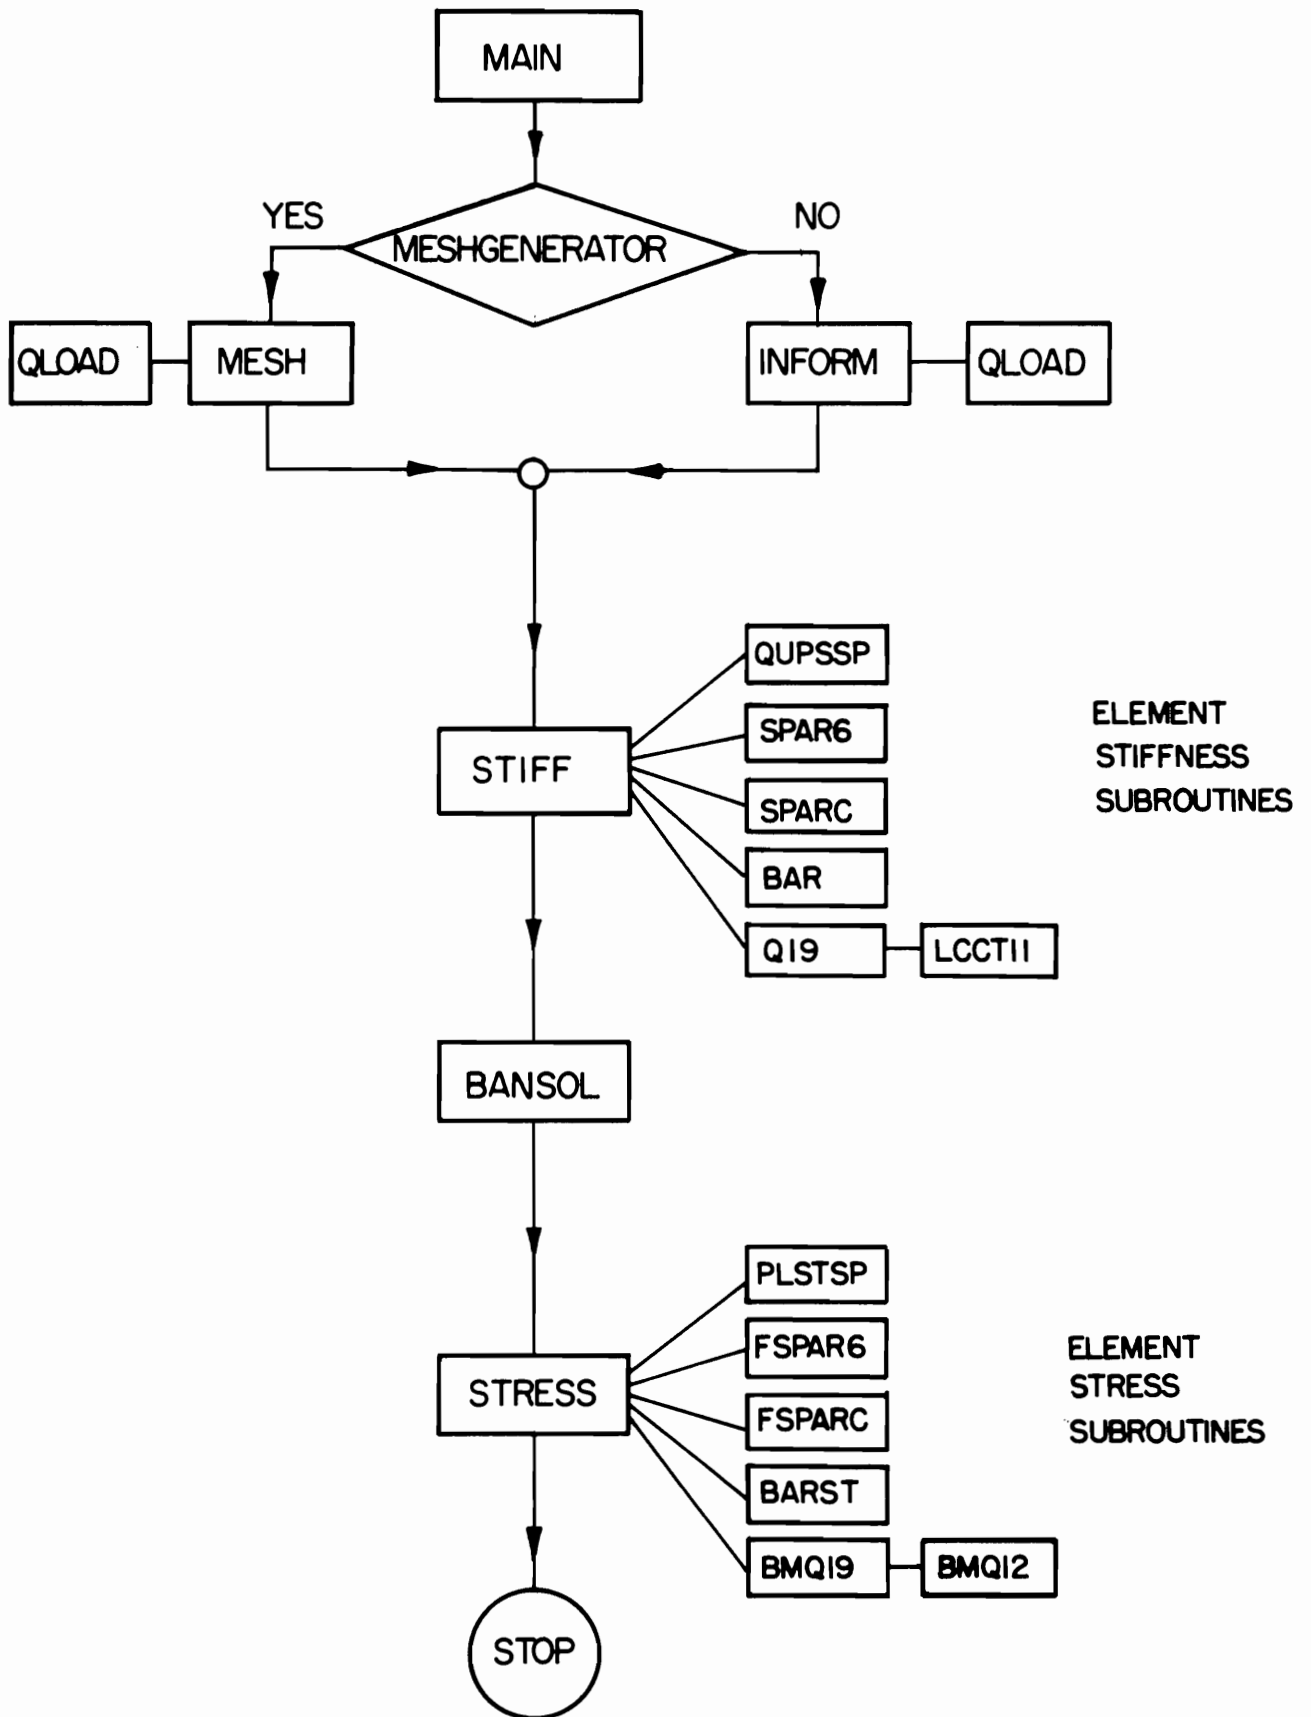 MAIN
YES
NO
MESHGENERATOR
QLOAD
MESH
INFORM
QLOAD
QUPSSP
SPAR6
SPARC
BAR
Q19
LCCT11
STIFF
ELEMENT
STIFFNESS
SUBROUTINES
BANSOL
PLSTSP
FSPAR6
FSPARC
BARST
BMQ19
BMQ12
STRESS
ELEMENT
STRESS
SUBROUTINES
STOP